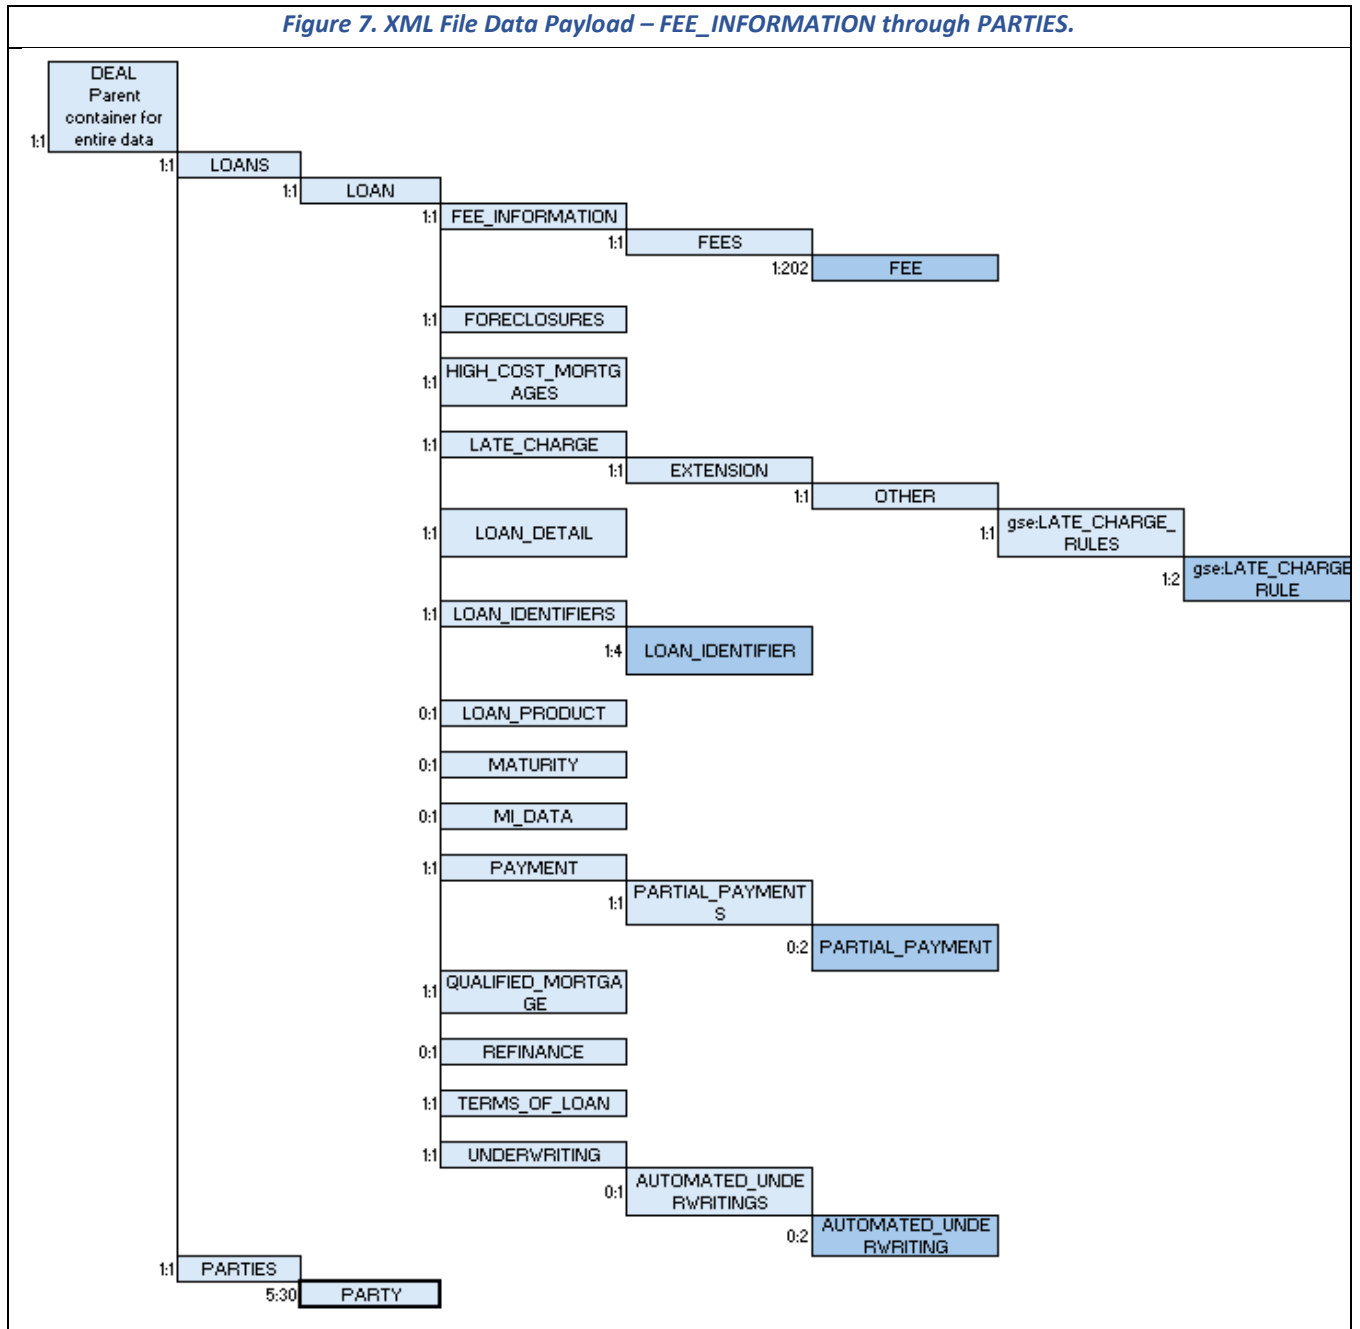 Figure 7. XML File Data Payload – FEE_INFORMATION through PARTIES.
DEAL
Parent
container for
entire data
1:1
1:1 LOANS
1:1 LOAN
1:1 FEE_INFORMATION
1:1 FEES
1:202 FEE
1:1 FORECLOSURES
HIGH_COST_MORTG
AGES
1:1
1:1 LATE_CHARGE
1:1 EXTENSION
1:1 OTHER
gse:LATE_CHARGE_
RULES
1:1
1:1 LOAN_DETAIL
gse:LATE_CHARGE
RULE
1:2
1:1 LOAN_IDENTIFIERS
1:4 LOAN_IDENTIFIER
0:1 LOAN_PRODUCT
0:1 MATURITY
0:1 MI_DATA
1:1 PAYMENT
PARTIAL_PAYMENT
S
1:1
0:2 PARTIAL_PAYMENT
QUALIFIED_MORTGA
GE
1:1
0:1 REFINANCE
1:1 TERMS_OF_LOAN
1:1 UNDERWRITING
AUTOMATED_UNDE
RWRITINGS
0:1
AUTOMATED_UNDE
RWRITING
0:2
1:1 PARTIES
5:30 PARTY